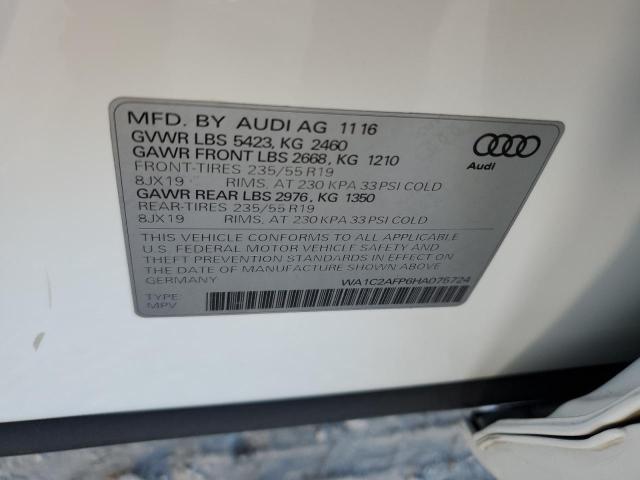 MFD. BY AUDI AG 11 16
GVWR LBS 5423, KG 2460
GAWR FRONT LBS 2668, KG 1210
FRONT-TIRES 235/55 R19
8JX19 RIMS, AT 230 KPA 33 PSI COLD
GAWR REAR LBS 2976, KG 1350
REAR-TIRES 235/55 R19
8JX19 RIMS, AT 230 KPA 33 PSI COLD
Audi
THIS VEHICLE CONFORMS TO ALL APPLICABLE
U.S. FEDERAL MOTOR VEHICLE SAFETY AND
THEFT PREVENTION STANDARDS IN EFFECT ON
THE DATE OF MANUFACTURE SHOWN ABOVE.
GERMANY
WA1C2AFP6HA075724
TYPE:
MPV